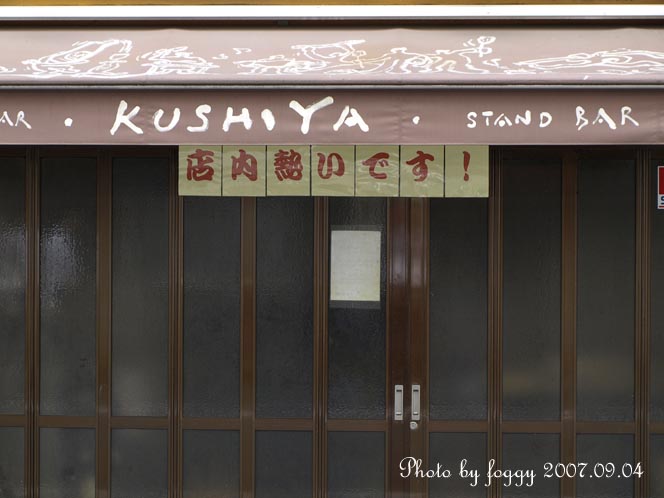 AR · KUSHIYA · STAND BAR
店内熱いです！
Photo by foggy 2007.09.04